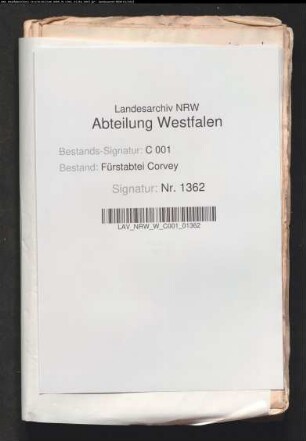 Landesarchiv NRW
Abteilung Westfalen
Bestands-Signatur: C 001
Bestand: Fürstabtei Corvey
Signatur: Nr. 1362
LAV_NRW_W_C001_01362